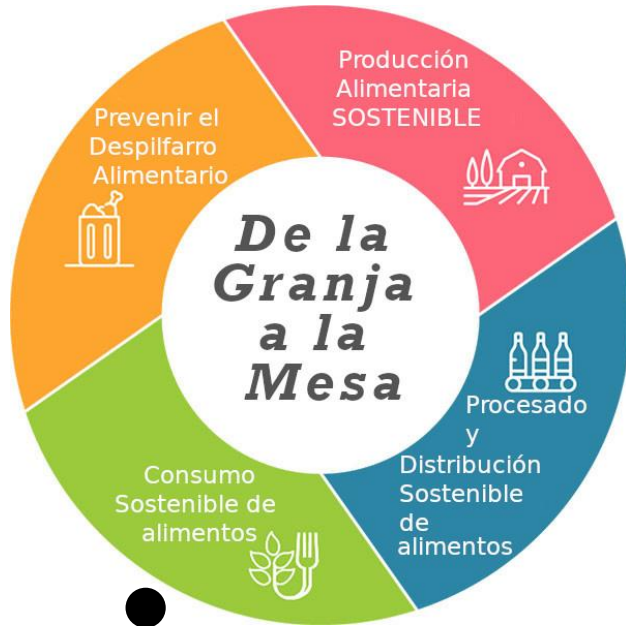 Prevenir el
Despilfarro
Alimentario
Producción
Alimentaria
SOSTENIBLE
De la
Granja
a la
Mesa
Procesado
y
Distribución
Sostenible
de
alimentos
Consumo
Sostenible de
alimentos